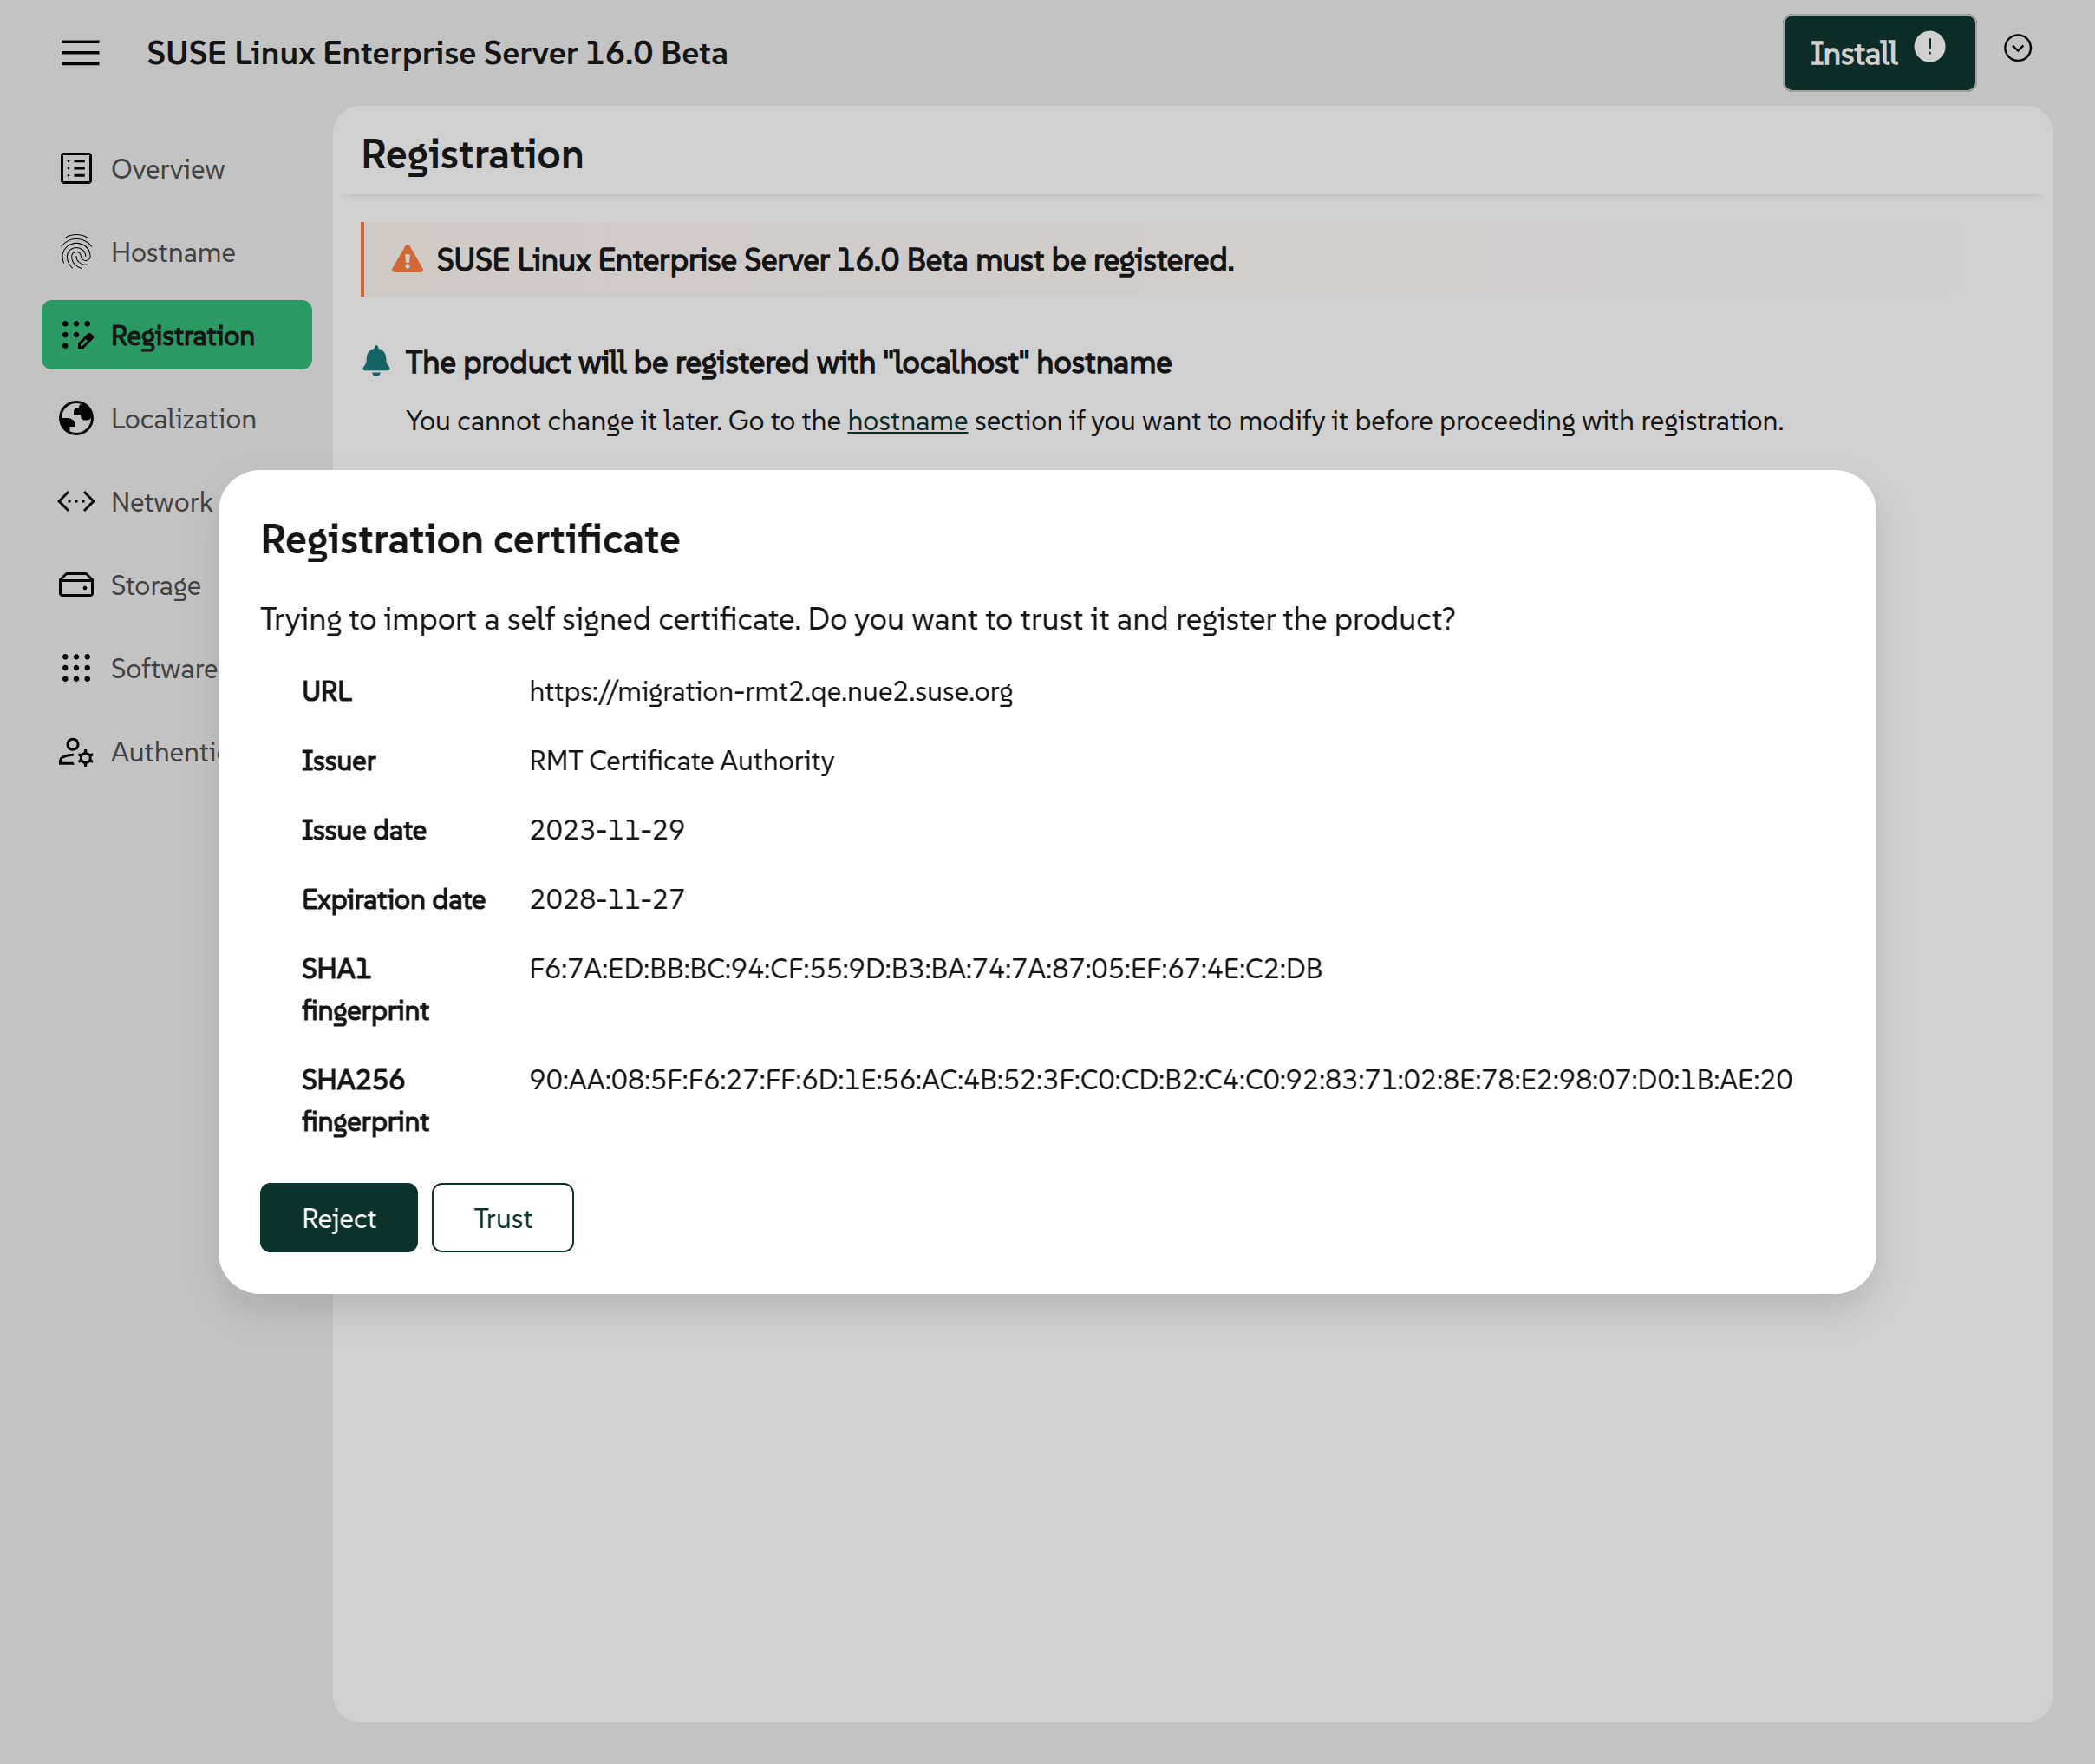 SUSE Linux Enterprise Server 16.0 Beta
Install
Overview
Hostname
Registration
Localization
Network
Storage
Software
Registration
SUSE Linux Enterprise Server 16.0 Beta must be registered.
The product will be registered with "localhost" hostname
You cannot change it later. Go to the hostname section if you want to modify it before proceeding with registration.
Registration certificate
Trying to import a self signed certificate. Do you want to trust it and register the product?
URL https://migration-rmt2.qe.nue2.suse.org
Issuer RMT Certificate Authority
Issue date 2023-11-29
Expiration date 2028-11-27
SHA1 F6:7A:ED:BB:BC:94:CF:55:9D:B3:BA:74:7A:87:05:EF:67:4E:C2:DB
fingerprint
SHA256 90:AA:08:5F:F6:27:FF:6D:1E:56:AC:4B:52:3F:C0:CD:B2:C4:C0:92:83:71:02:8E:78:E2:98:07:D0:1B:AE:20
fingerprint
Reject Trust